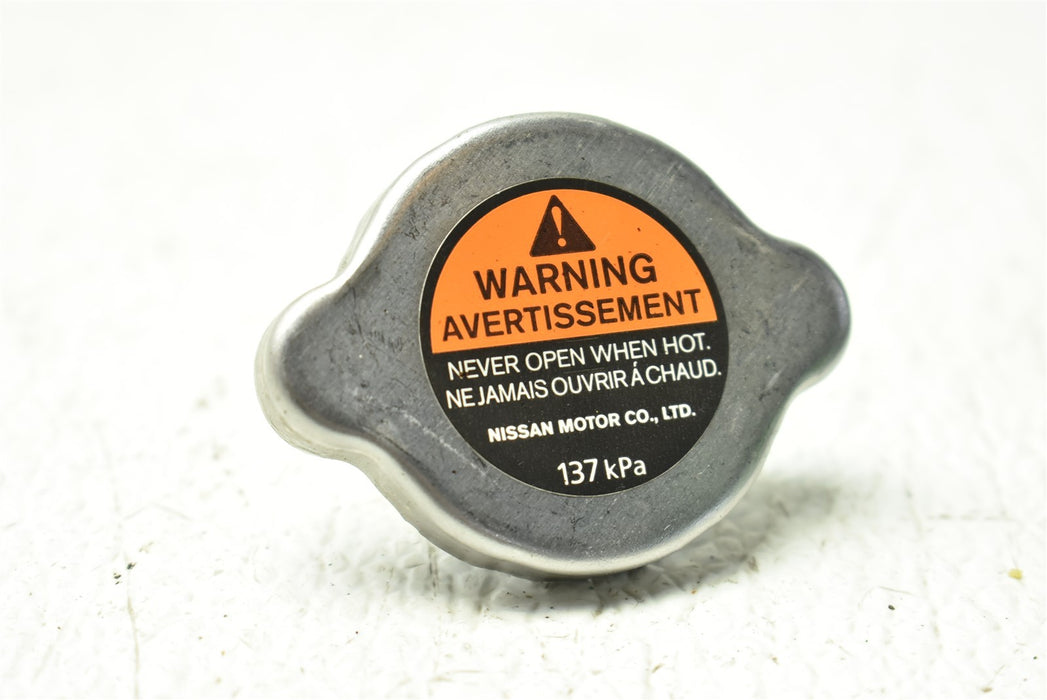 WARNING
AVERTISSEMENT
NEVER OPEN WHEN HOT.
NE JAMAIS OUVRIR Á CHAUD.
NISSAN MOTOR CO., LTD.
137 kPa